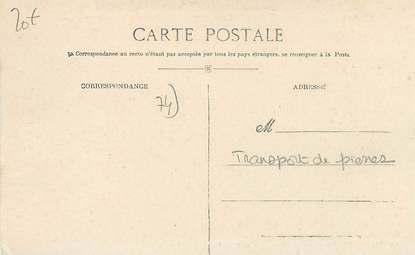 CARTE POSTALE
La Correspondance au recto n'étant pas acceptée par tous les pays étrangers, se renseigner à la Poste.
CORRESPONDANCE
ADRESSE
74)
M
Transport de pierres